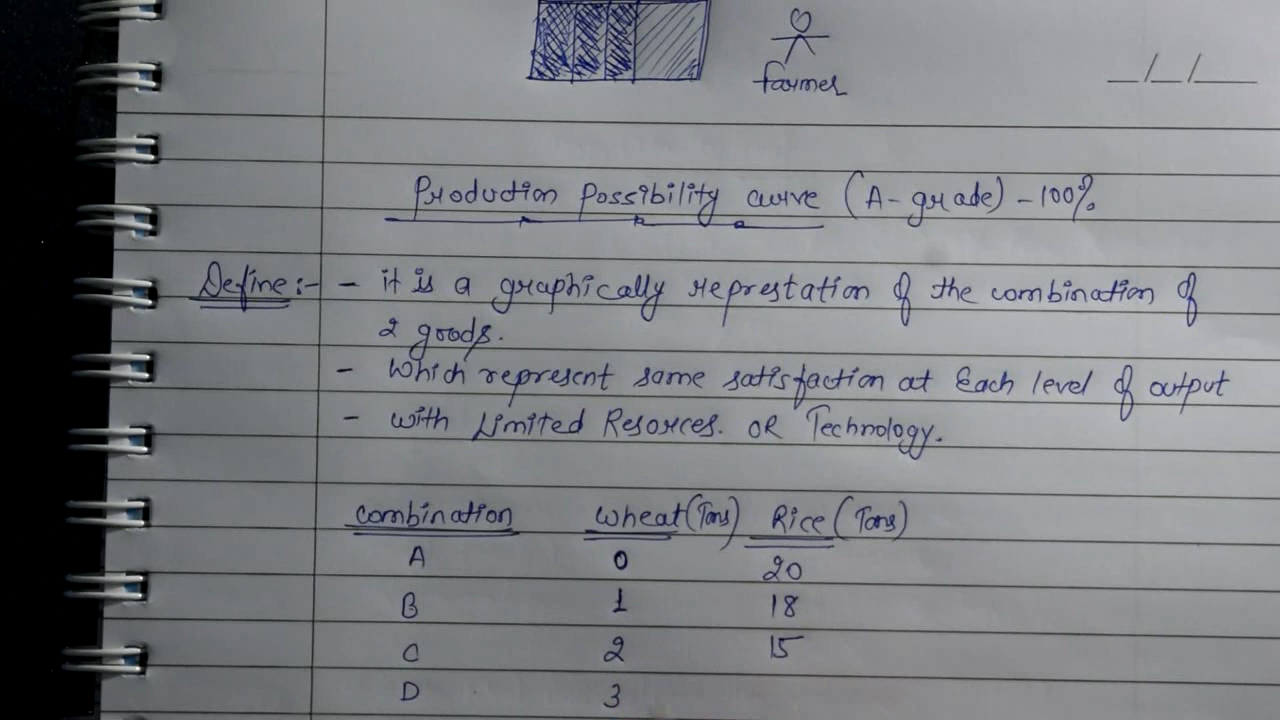 farmer
_/_/__
Production Possibility curve (A-grade) - 100%
Define:- - it is a graphically represtation of the combination of
2 goods.
- which represent same satisfaction at Each level of output
- with Limited Resorces. OR Technology.
combination wheat (Tons) Rice (Tons)
A 0 20
B 1 18
C 2 15
D 3